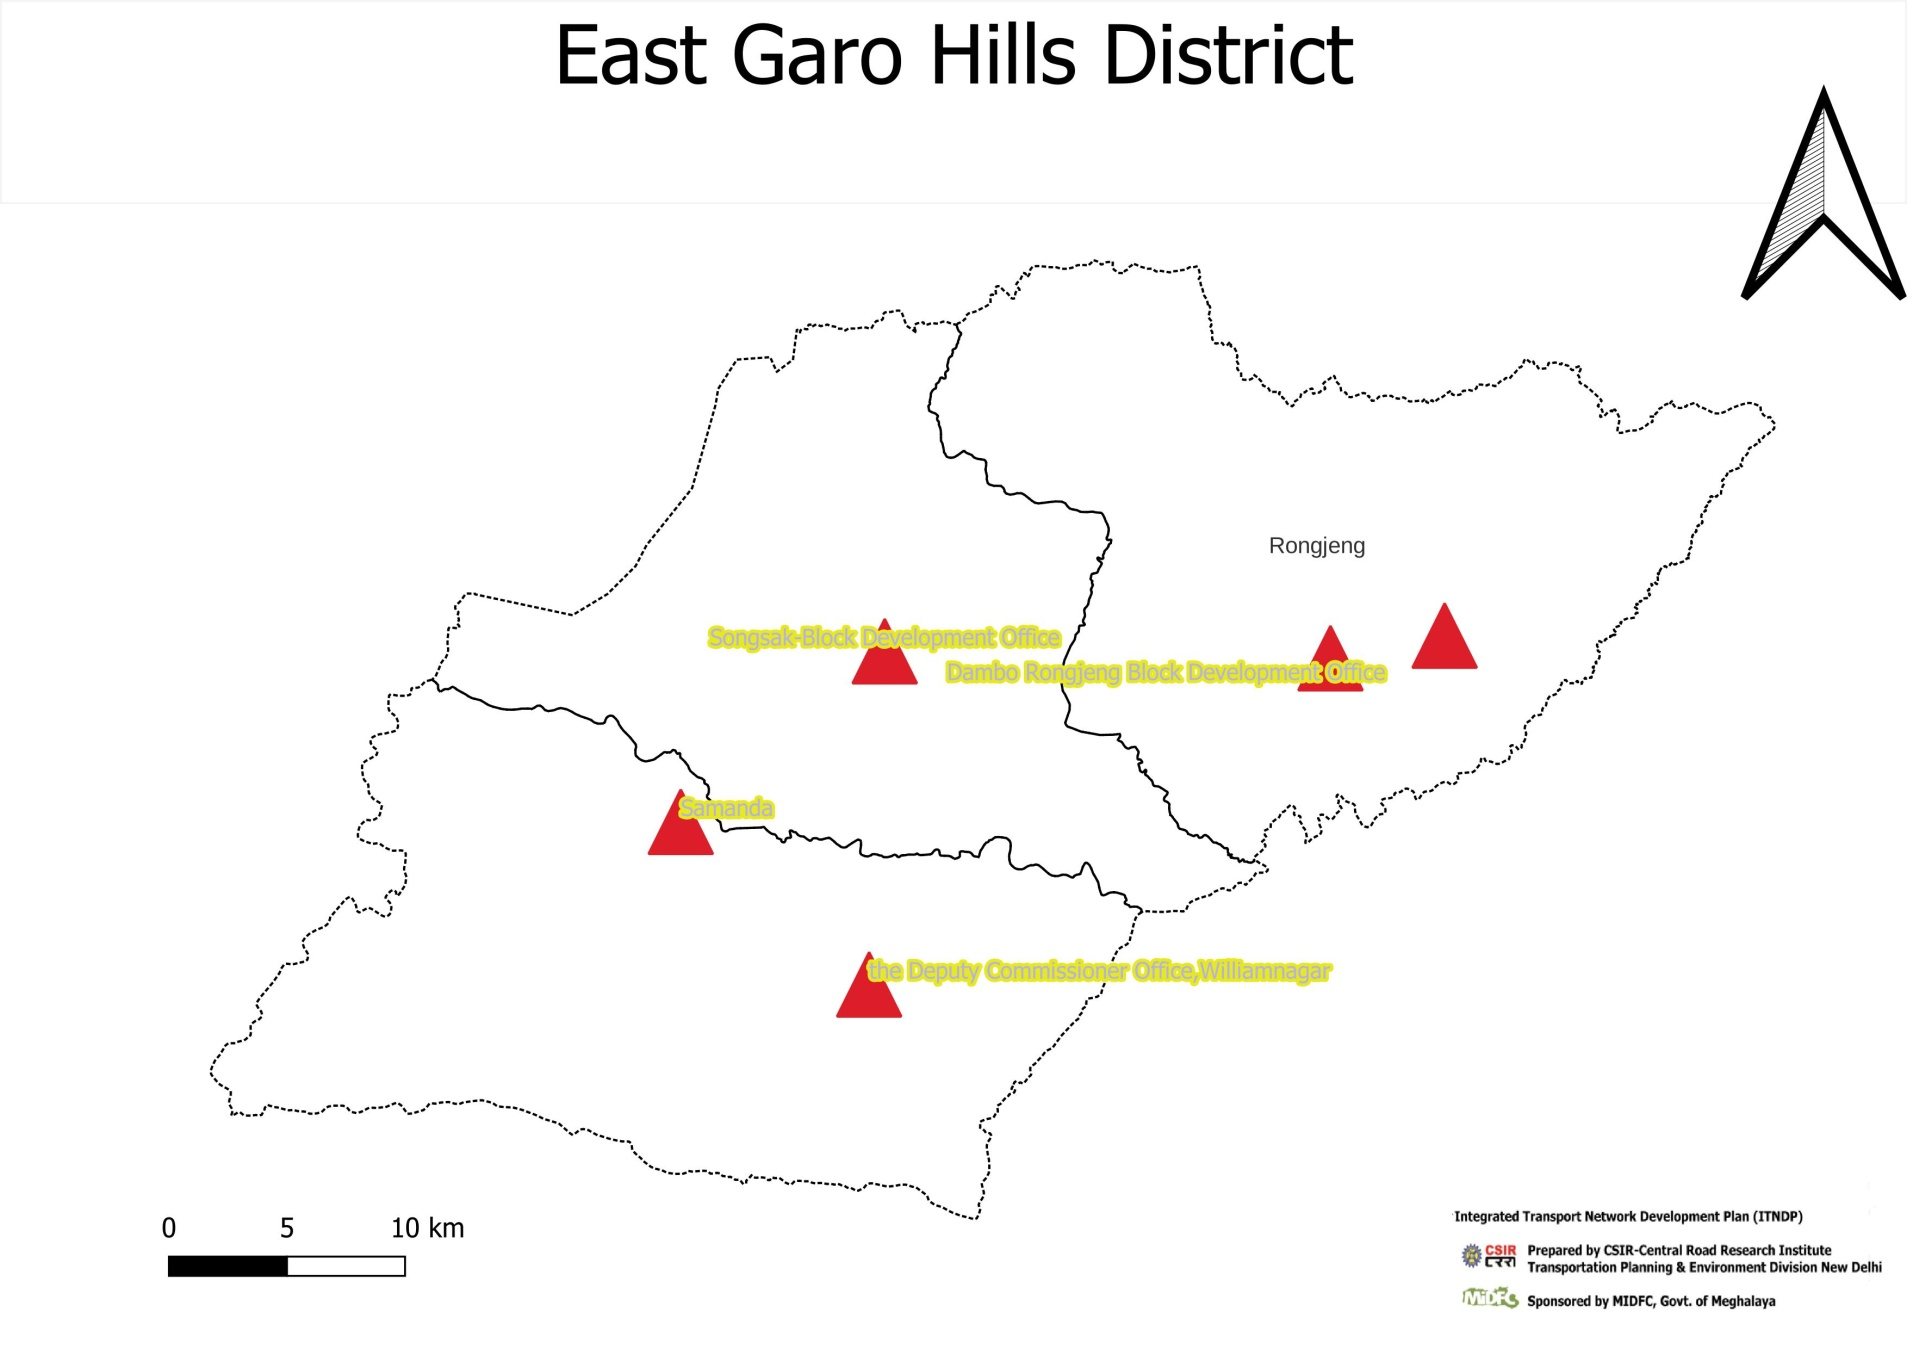 East Garo Hills District
Rongjeng
Songsak-Block Development Office
Dambo Rongjeng Block Development Office
Samanda
the Deputy Commissioner Office,Williamnagar
0 5 10 km
Integrated Transport Network Development Plan (ITNDP)
CSIR
Prepared by CSIR-Central Road Research Institute
Transportation Planning & Environment Division New Delhi
MIDFC
Sponsored by MIDFC, Govt. of Meghalaya